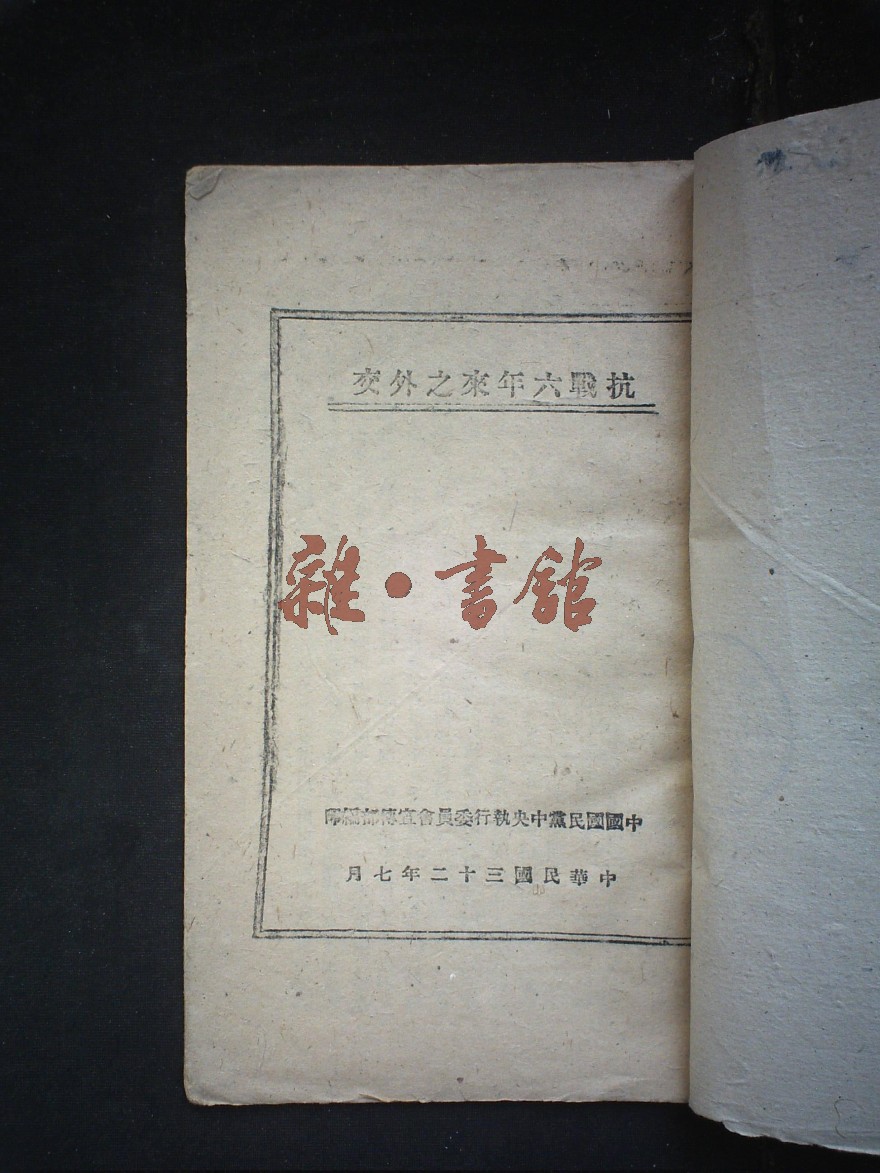 抗戰六年來之外交
雜·書館
中國國民黨中央執行委員會宣傳部編印
中華民國三十二年七月